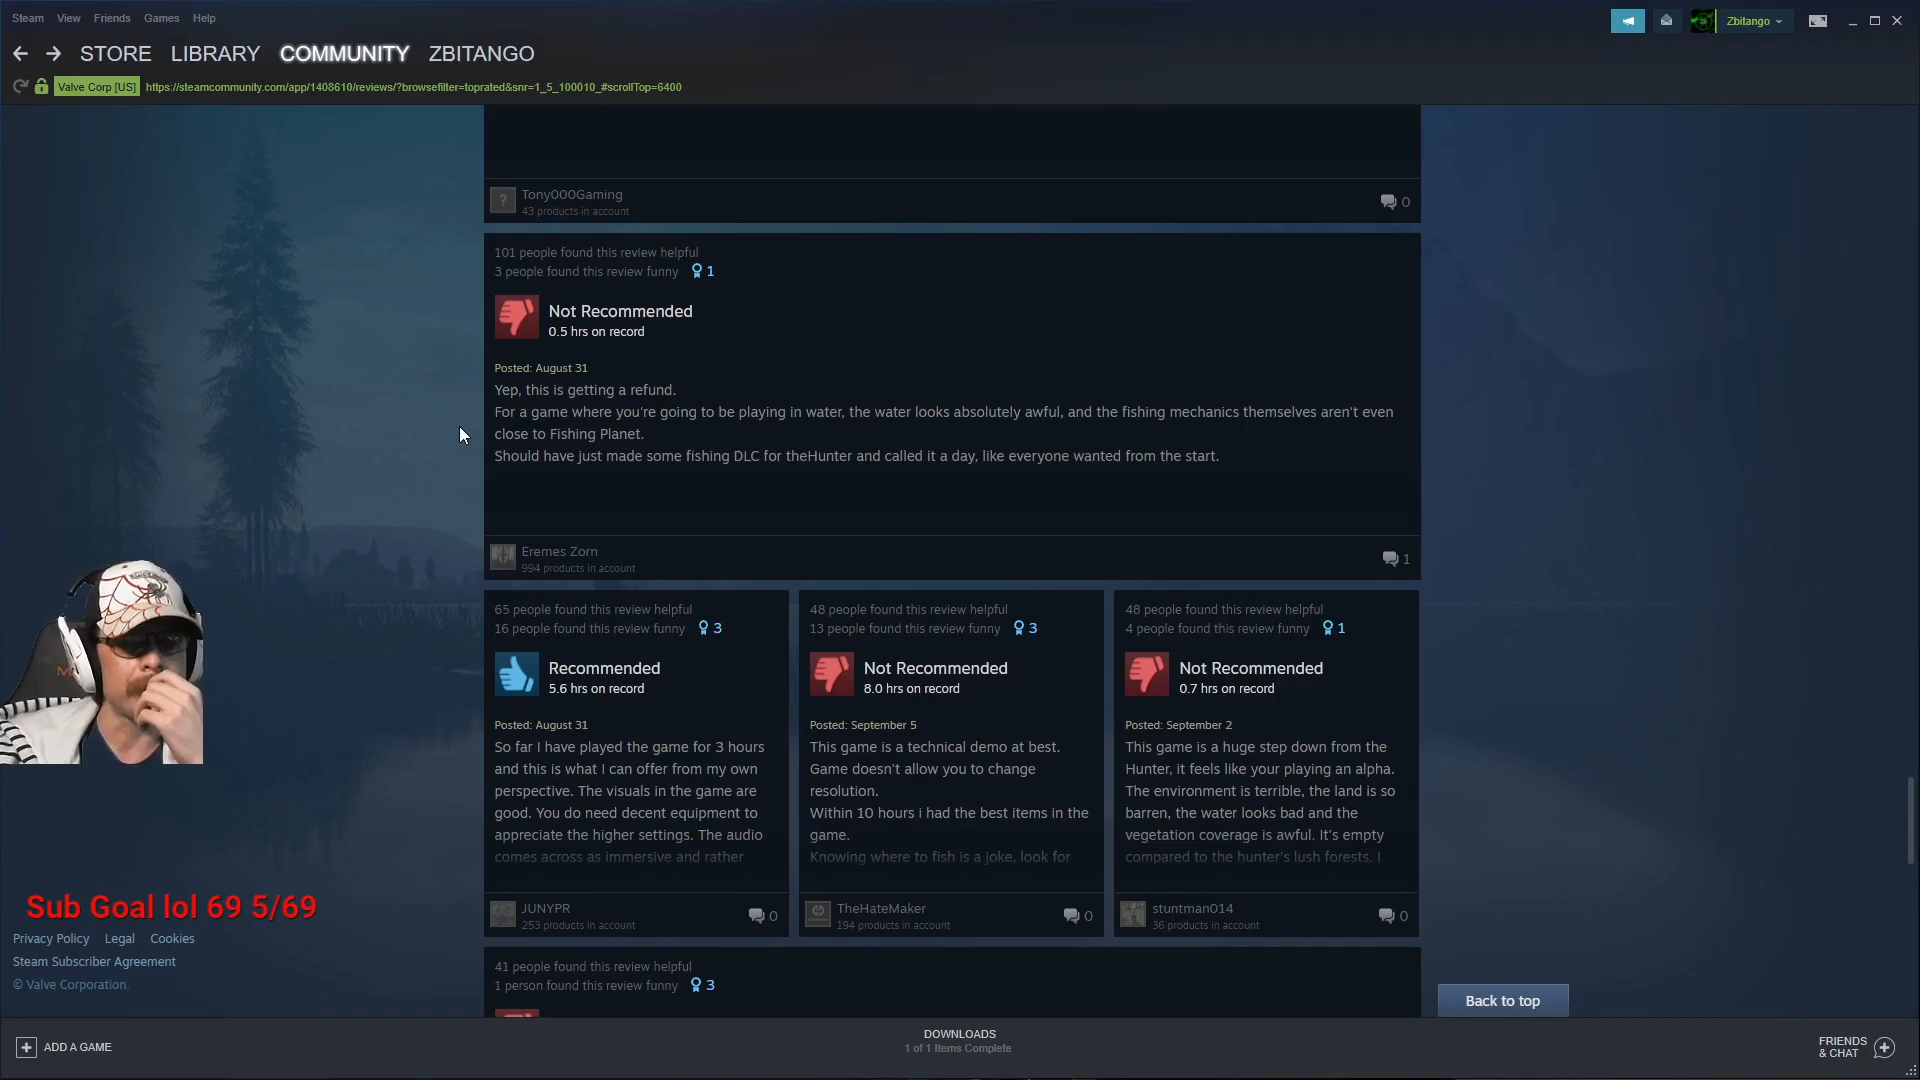 Steam View Friends Games Help
Zbitango
STORE LIBRARY COMMUNITY ZBITANGO
Valve Corp [US] https://steamcommunity.com/app/1408610/reviews/?browsefilter=toprated&snr=1_5_100010_#scrollTop=6400
Tony000Gaming
43 products in account
0
101 people found this review helpful
3 people found this review funny 1
Not Recommended
0.5 hrs on record
Posted: August 31
Yep, this is getting a refund.
For a game where you're going to be playing in water, the water looks absolutely awful, and the fishing mechanics themselves aren't even
close to Fishing Planet.
Should have just made some fishing DLC for theHunter and called it a day, like everyone wanted from the start.
Eremes Zorn
994 products in account
1
65 people found this review helpful
16 people found this review funny 3
Recommended
5.6 hrs on record
Posted: August 31
So far I have played the game for 3 hours
and this is what I can offer from my own
perspective. The visuals in the game are
good. You do need decent equipment to
appreciate the higher settings. The audio
comes across as immersive and rather
JUNYPR
253 products in account
0
48 people found this review helpful
13 people found this review funny 3
Not Recommended
8.0 hrs on record
Posted: September 5
This game is a technical demo at best.
Game doesn't allow you to change
resolution.
Within 10 hours i had the best items in the
game.
Knowing where to fish is a joke, look for
TheHateMaker
194 products in account
0
48 people found this review helpful
4 people found this review funny 1
Not Recommended
0.7 hrs on record
Posted: September 2
This game is a huge step down from the
Hunter, it feels like your playing an alpha.
The environment is terrible, the land is so
barren, the water looks bad and the
vegetation coverage is awful. It's empty
compared to the hunter's lush forests. I
stuntman014
36 products in account
0
41 people found this review helpful
1 person found this review funny 3
Sub Goal lol 69 5/69
Privacy Policy Legal Cookies
Steam Subscriber Agreement
© Valve Corporation.
Back to top
ADD A GAME
DOWNLOADS
1 of 1 Items Complete
FRIENDS
& CHAT